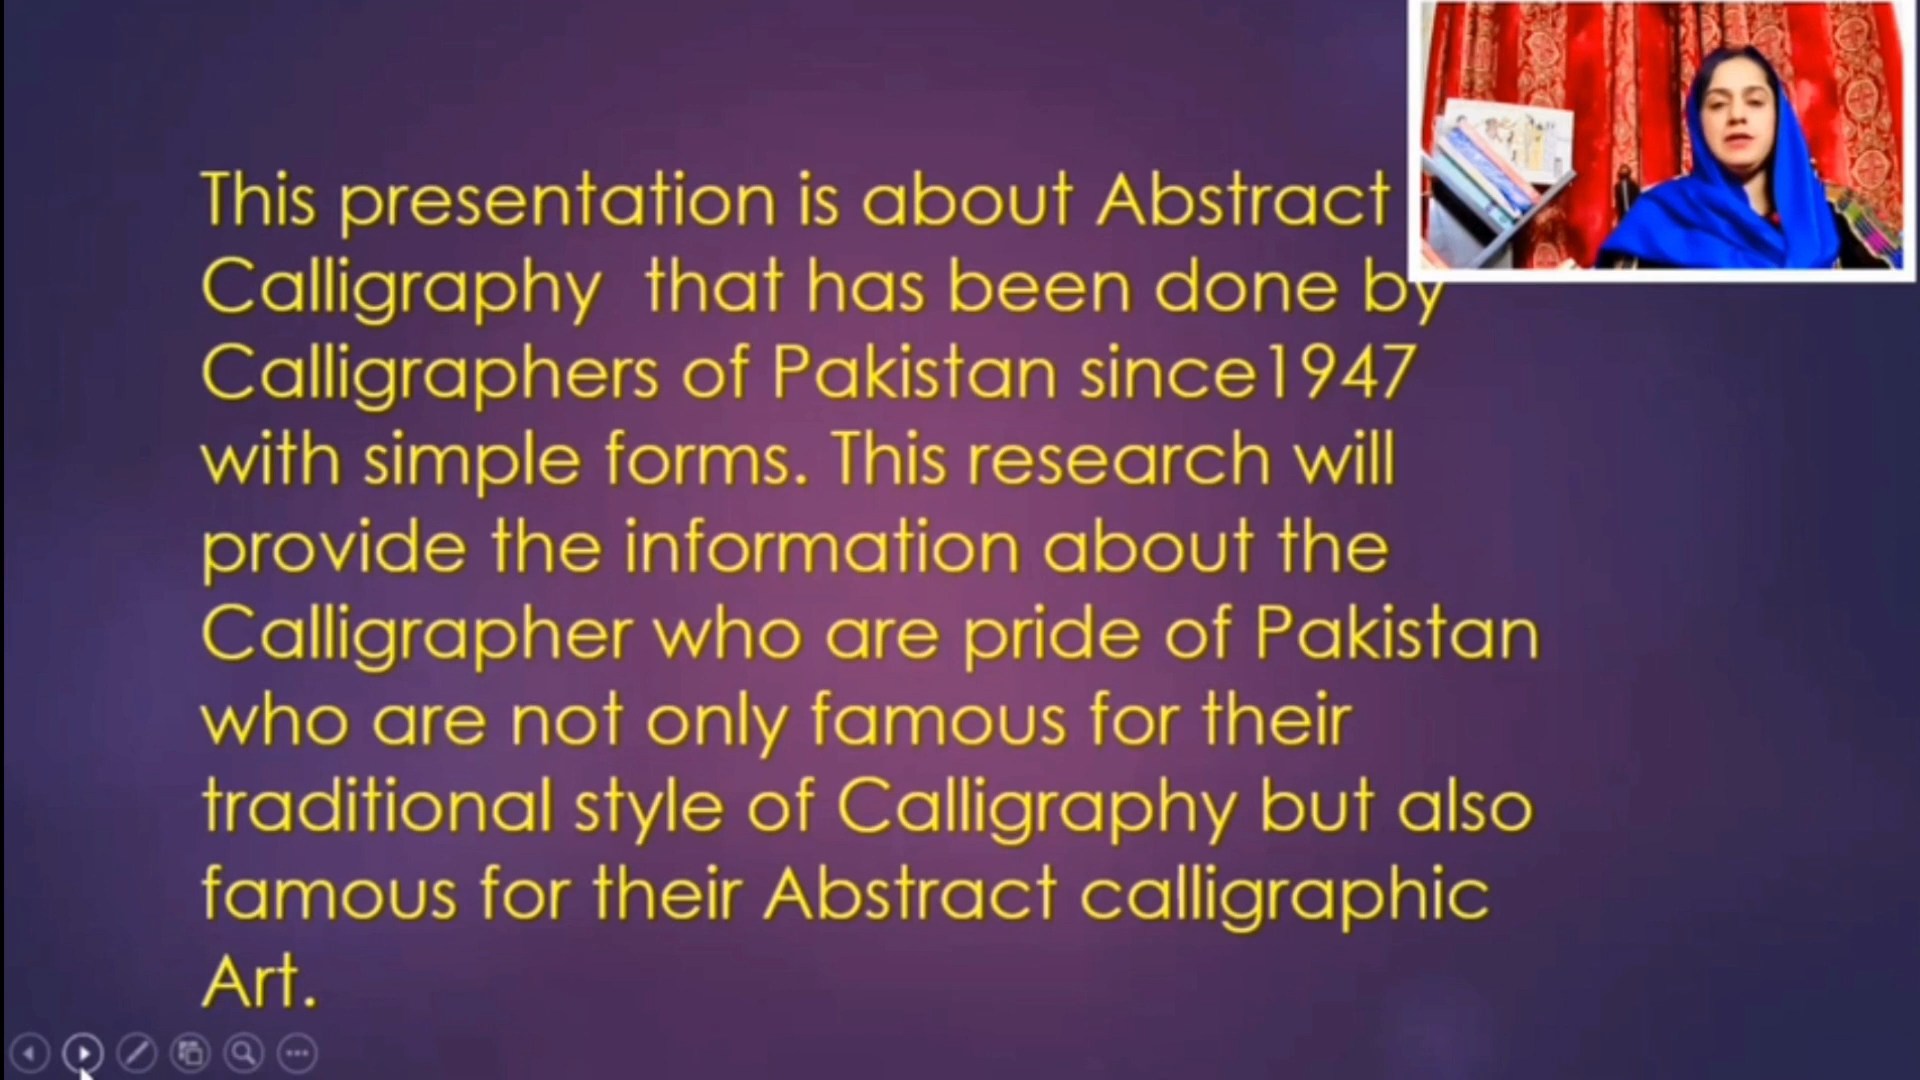 This presentation is about Abstract
Calligraphy that has been done by
Calligraphers of Pakistan since1947
with simple forms. This research will
provide the information about the
Calligrapher who are pride of Pakistan
who are not only famous for their
traditional style of Calligraphy but also
famous for their Abstract calligraphic
Art.